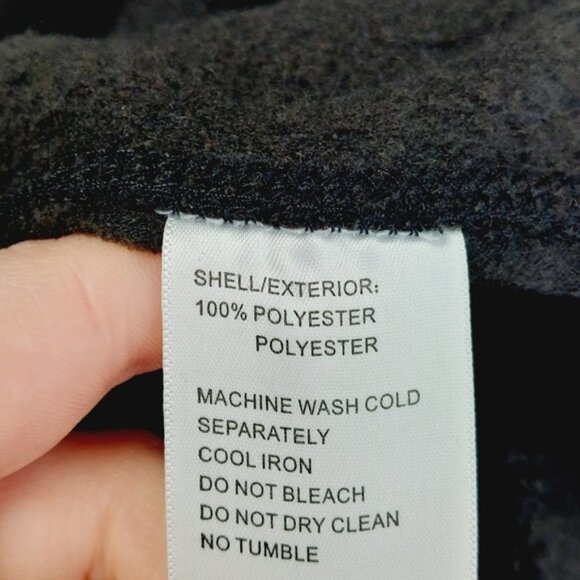 SHELL/EXTERIOR:
100% POLYESTER
POLYESTER
MACHINE WASH COLD
SEPARATELY
COOL IRON
DO NOT BLEACH
DO NOT DRY CLEAN
NO TUMBLE